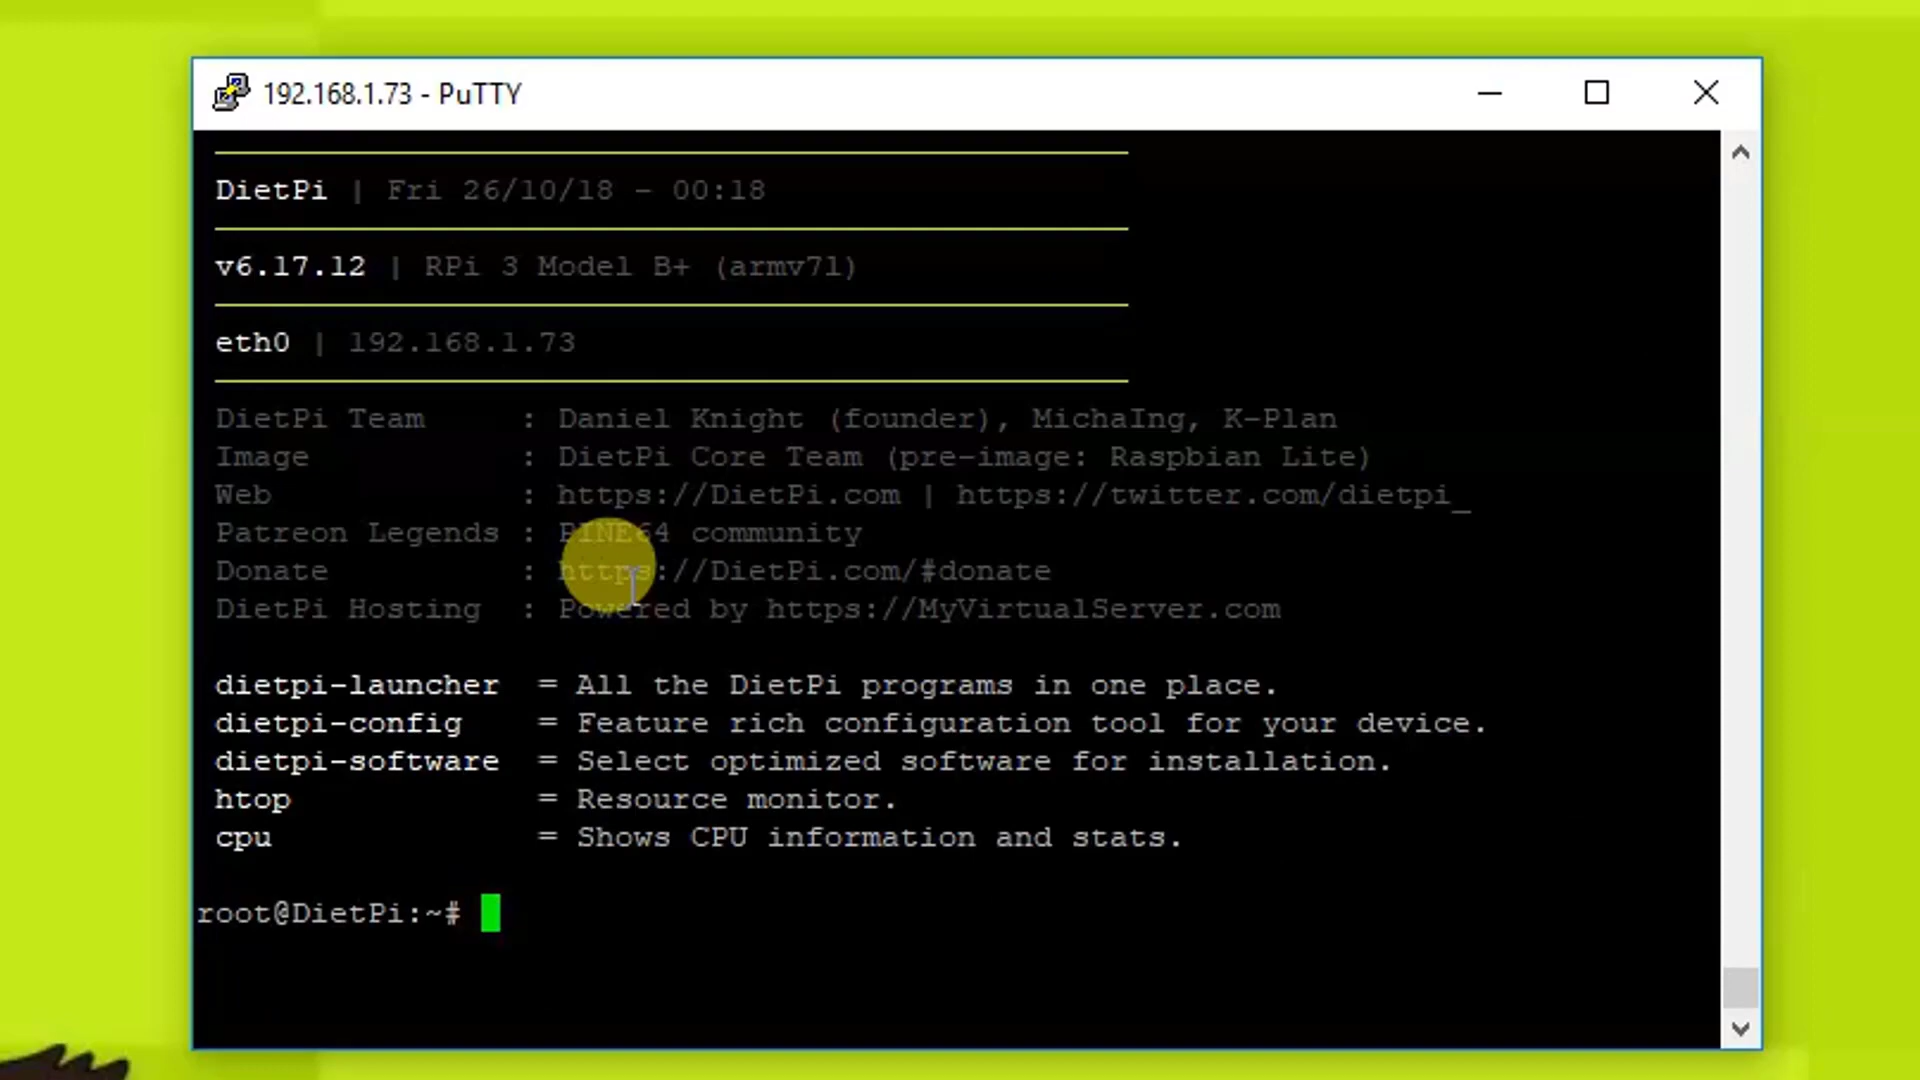 192.168.1.73 - PuTTY
DietPi | Fri 26/10/18 - 00:18
v6.17.12 | RPi 3 Model B+ (armv7l)
eth0 | 192.168.1.73
DietPi Team : Daniel Knight (founder), MichaIng, K-Plan
Image : DietPi Core Team (pre-image: Raspbian Lite)
Web : https://DietPi.com | https://twitter.com/dietpi_
Patreon Legends : PINE64 community
Donate : https://DietPi.com/#donate
DietPi Hosting : Powered by https://MyVirtualServer.com
dietpi-launcher = All the DietPi programs in one place.
dietpi-config = Feature rich configuration tool for your device.
dietpi-software = Select optimized software for installation.
htop = Resource monitor.
cpu = Shows CPU information and stats.
root@DietPi:~#